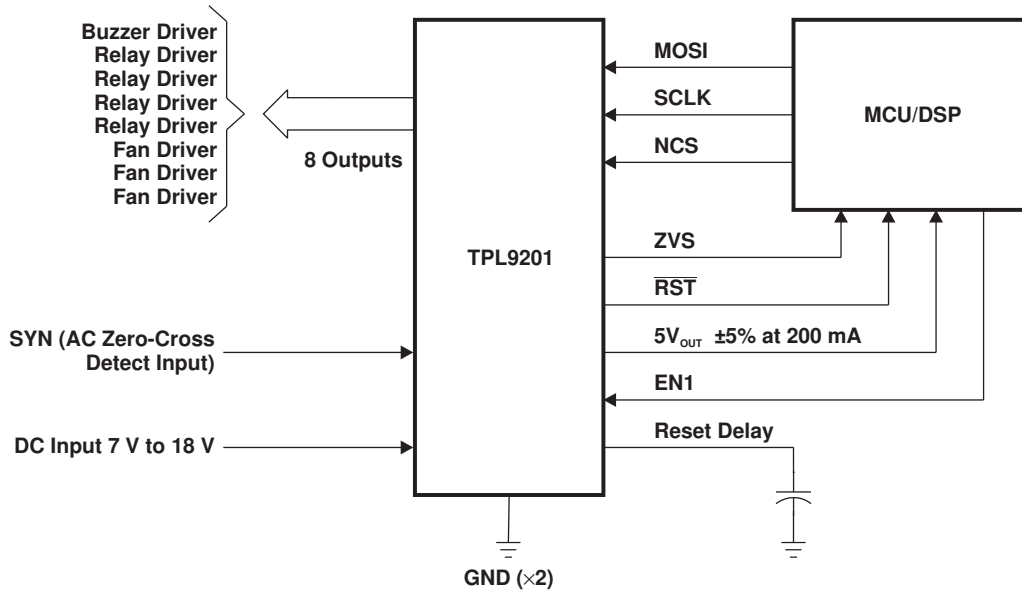 Buzzer Driver
Relay Driver
Relay Driver
Relay Driver
Relay Driver
Fan Driver
Fan Driver
Fan Driver
8 Outputs
SYN (AC Zero-Cross
Detect Input)
DC Input 7 V to 18 V
TPL9201
GND (×2)
MOSI
SCLK
NCS
MCU/DSP
ZVS
R̅S̅T̅
5V_OUT ±5% at 200 mA
EN1
Reset Delay